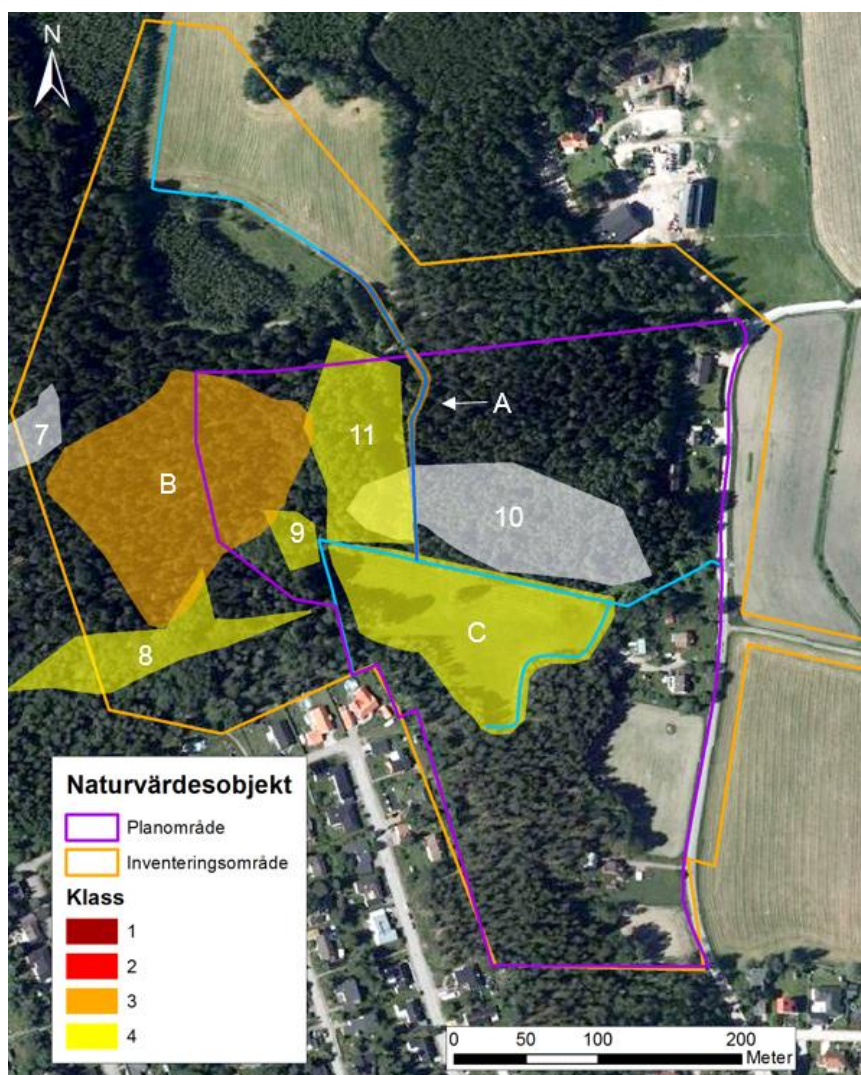 N
A
11
7
B
10
9
C
8
Naturvärdesobjekt
Planområde
Inventeringsområde
Klass
1
2
3
4
0 50 100 200
Meter